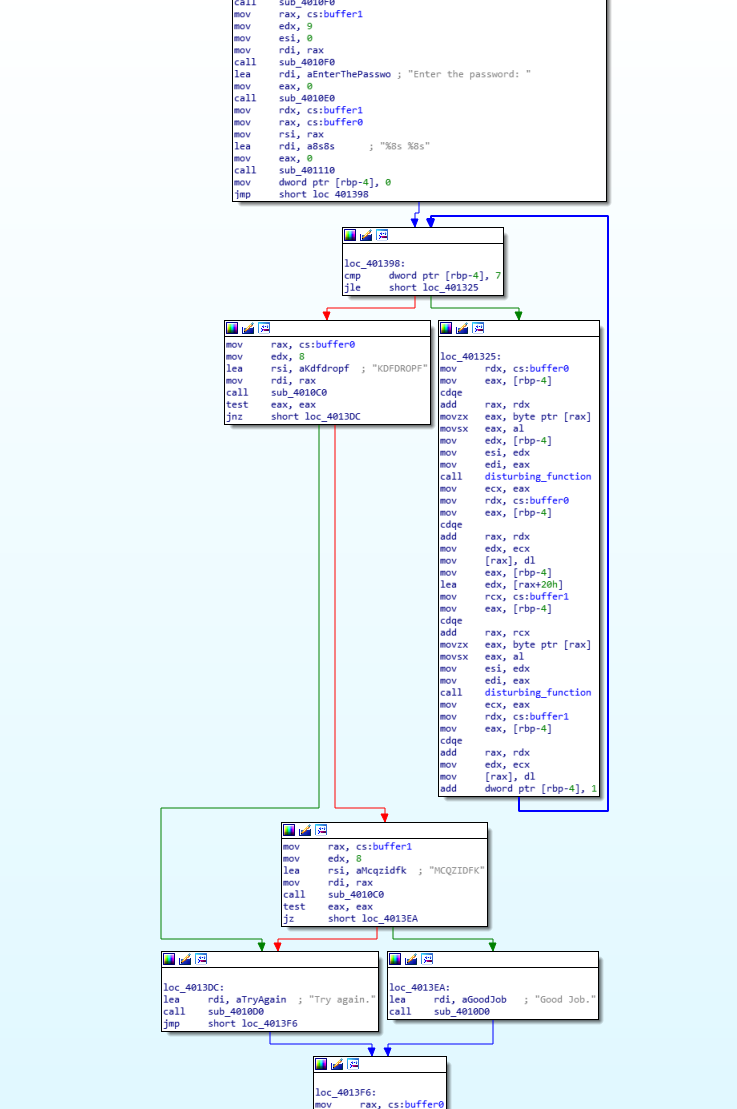 call sub_4010F0
mov rax, cs:buffer1
mov edx, 9
mov esi, 0
mov rdi, rax
call sub_4010F0
lea rdi, aEnterThePasswo ; "Enter the password: "
mov eax, 0
call sub_4010E0
mov rdx, cs:buffer1
mov rax, cs:buffer0
mov rsi, rax
lea rdi, a8s8s ; "%8s %8s"
mov eax, 0
call sub_401110
mov dword ptr [rbp-4], 0
jmp short loc_401398
loc_401398:
cmp dword ptr [rbp-4], 7
jle short loc_401325
mov rax, cs:buffer0
mov edx, 8
lea rsi, aKdfdropf ; "KDFDROPF"
mov rdi, rax
call sub_4010C0
test eax, eax
jnz short loc_4013DC
loc_401325:
mov rdx, cs:buffer0
mov eax, [rbp-4]
cdqe
add rax, rdx
movzx eax, byte ptr [rax]
movsx eax, al
mov edx, [rbp-4]
mov esi, edx
mov edi, eax
call disturbing_function
mov ecx, eax
mov rdx, cs:buffer0
mov eax, [rbp-4]
cdqe
add rax, rdx
mov edx, ecx
mov [rax], dl
mov eax, [rbp-4]
lea edx, [rax+20h]
mov rcx, cs:buffer1
mov eax, [rbp-4]
cdqe
add rax, rcx
movzx eax, byte ptr [rax]
movsx eax, al
mov esi, edx
mov edi, eax
call disturbing_function
mov ecx, eax
mov rdx, cs:buffer1
mov eax, [rbp-4]
cdqe
add rax, rdx
mov edx, ecx
mov [rax], dl
add dword ptr [rbp-4], 1
mov rax, cs:buffer1
mov edx, 8
lea rsi, aMcqzidfk ; "MCQZIDFK"
mov rdi, rax
call sub_4010C0
test eax, eax
jz short loc_4013EA
loc_4013DC:
lea rdi, aTryAgain ; "Try again."
call sub_4010D0
jmp short loc_4013F6
loc_4013EA:
lea rdi, aGoodJob ; "Good Job."
call sub_4010D0
loc_4013F6:
mov rax, cs:buffer0